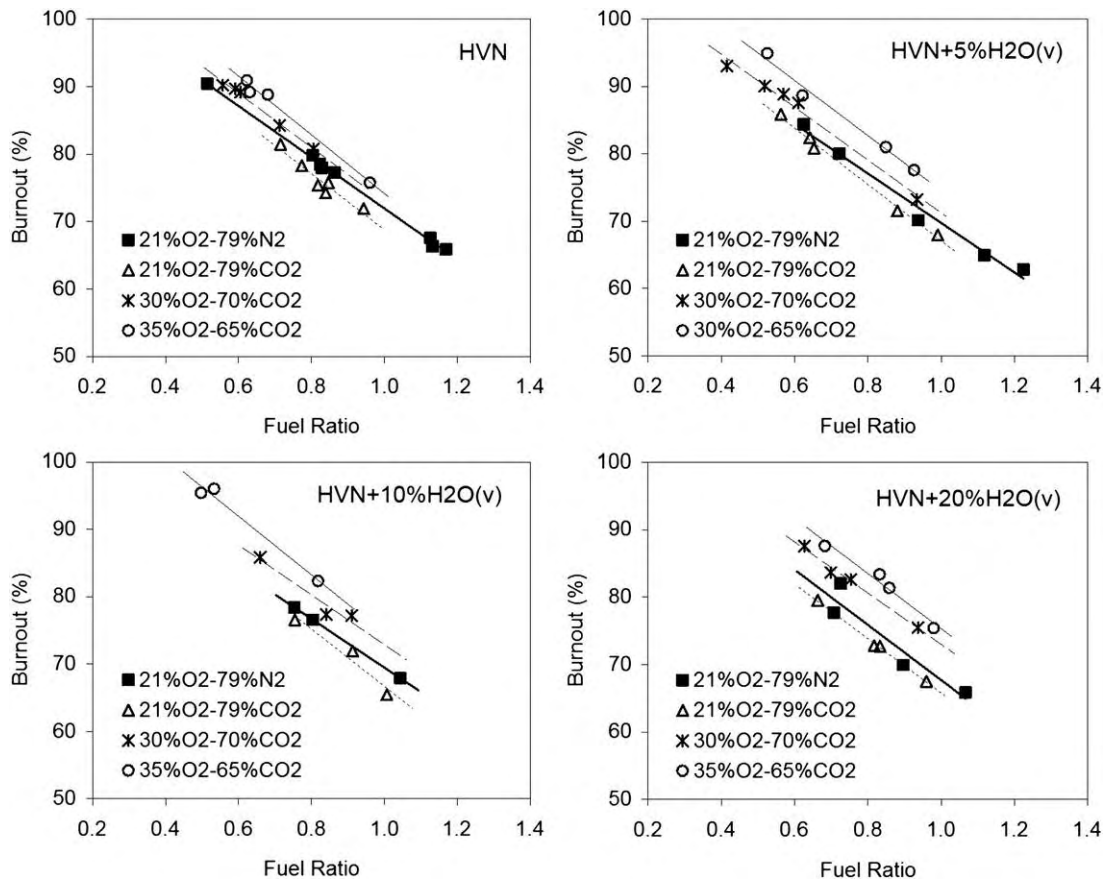 HVN
100
90
80
70
60
50
Burnout (%)
21%O2-79%N2
21%O2-79%CO2
30%O2-70%CO2
35%O2-65%CO2
0.2 0.4 0.6 0.8 1.0 1.2 1.4
Fuel Ratio
HVN+5%H2O(v)
100
90
80
70
60
50
Burnout (%)
21%O2-79%N2
21%O2-79%CO2
30%O2-70%CO2
30%O2-65%CO2
0.2 0.4 0.6 0.8 1.0 1.2 1.4
Fuel Ratio
HVN+10%H2O(v)
100
90
80
70
60
50
Burnout (%)
21%O2-79%N2
21%O2-79%CO2
30%O2-70%CO2
35%O2-65%CO2
0.2 0.4 0.6 0.8 1.0 1.2 1.4
Fuel Ratio
HVN+20%H2O(v)
100
90
80
70
60
50
Burnout (%)
21%O2-79%N2
21%O2-79%CO2
30%O2-70%CO2
35%O2-65%CO2
0.2 0.4 0.6 0.8 1.0 1.2 1.4
Fuel Ratio